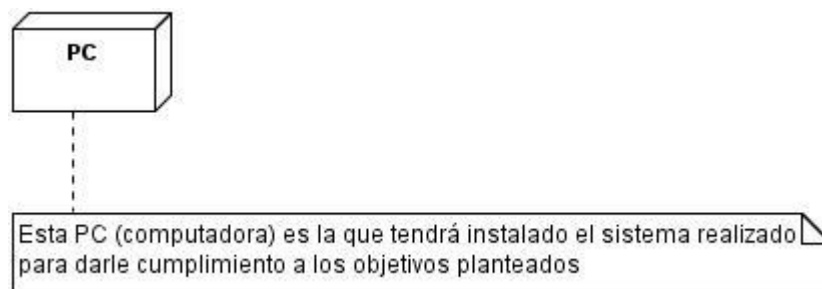 PC
Esta PC (computadora) es la que tendrá instalado el sistema realizado
para darle cumplimiento a los objetivos planteados